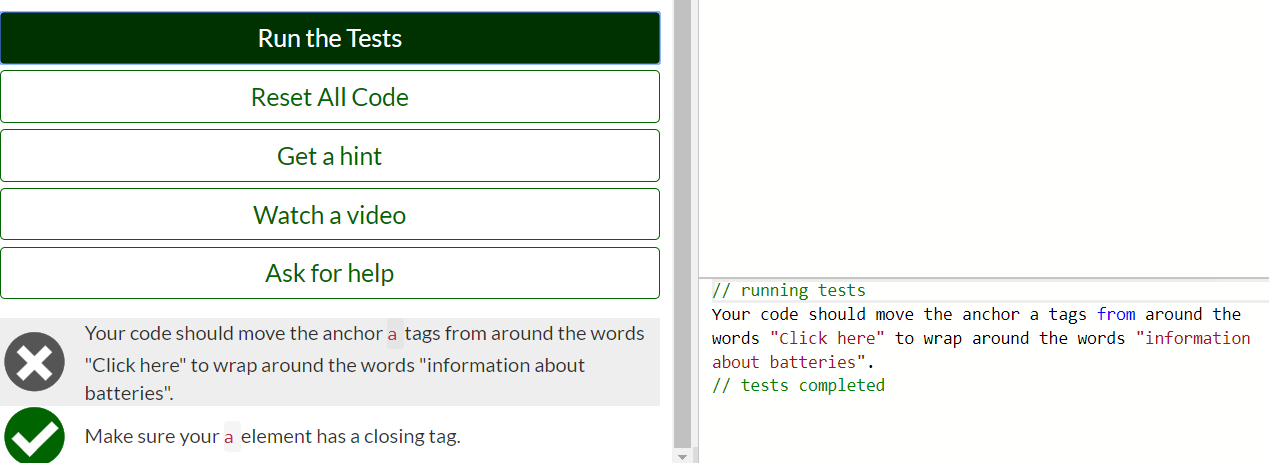 Run the Tests
Reset All Code
Get a hint
Watch a video
Ask for help
Your code should move the anchor a tags from around the words
"Click here" to wrap around the words "information about
batteries".
Make sure your a element has a closing tag.
// running tests
Your code should move the anchor a tags from around the
words "Click here" to wrap around the words "information
about batteries".
// tests completed